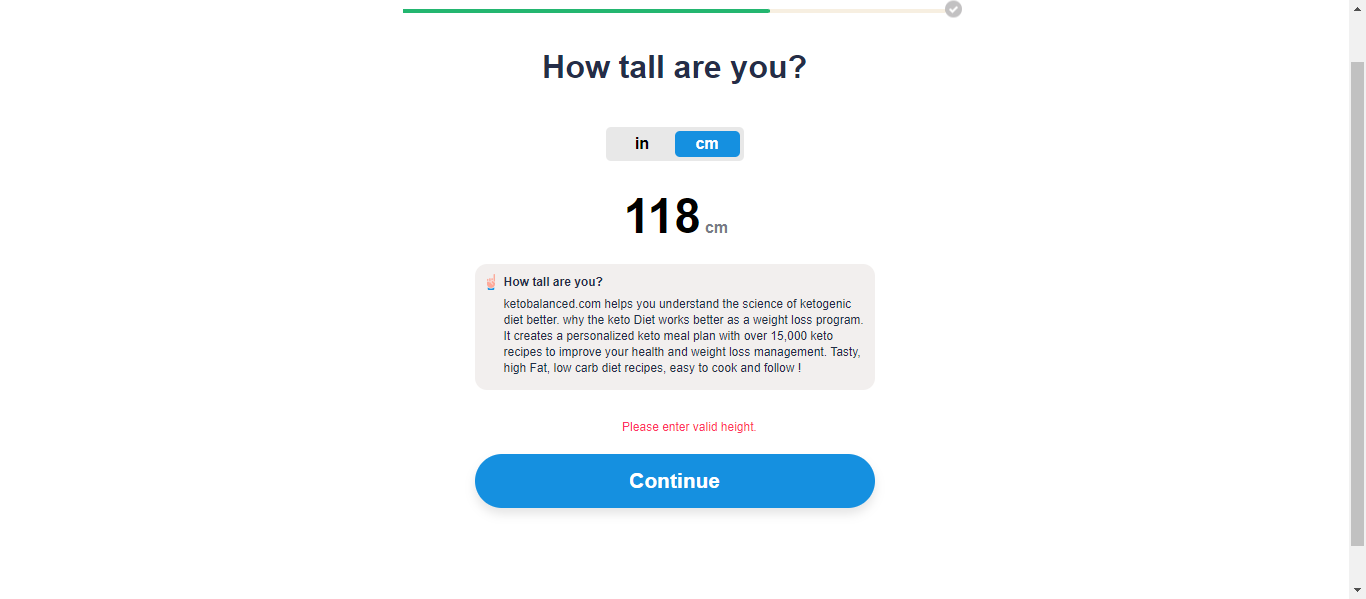 How tall are you?
in cm
118 cm
☝ How tall are you?
ketobalanced.com helps you understand the science of ketogenic
diet better. why the keto Diet works better as a weight loss program.
It creates a personalized keto meal plan with over 15,000 keto
recipes to improve your health and weight loss management. Tasty,
high Fat, low carb diet recipes, easy to cook and follow !
Please enter valid height.
Continue